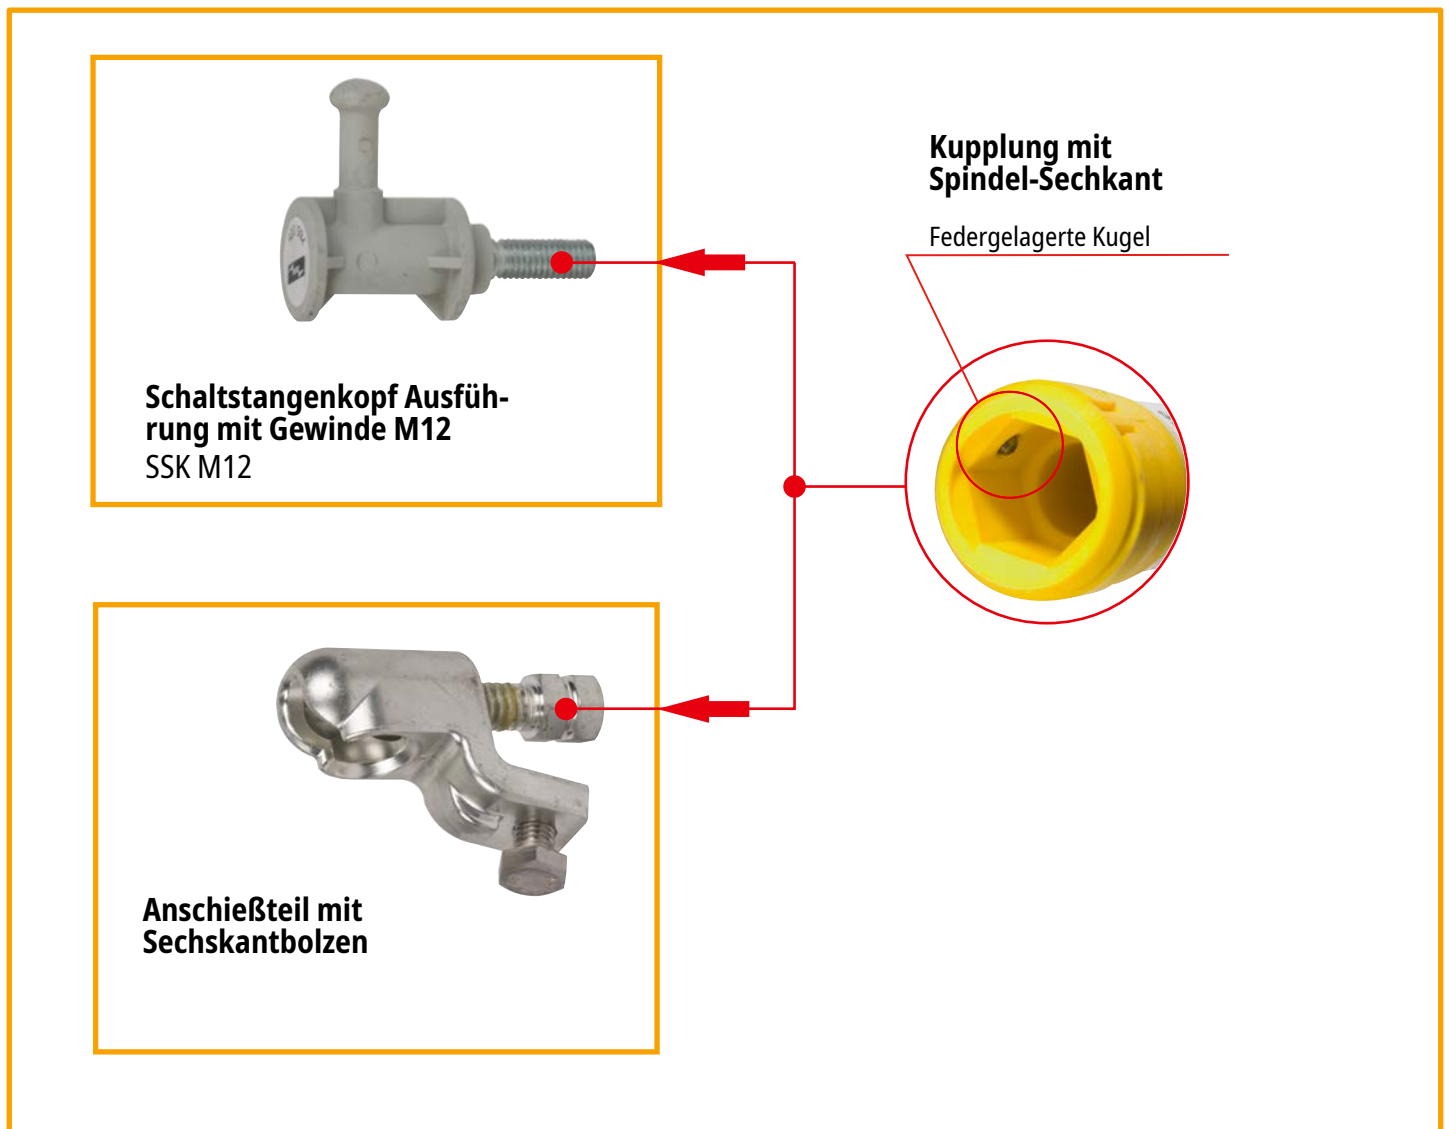 Kupplung mit
Spindel-Sechkant
Federgelagerte Kugel
Schaltstangenkopf Ausfüh-
rung mit Gewinde M12
SSK M12
Anschießteil mit
Sechskantbolzen